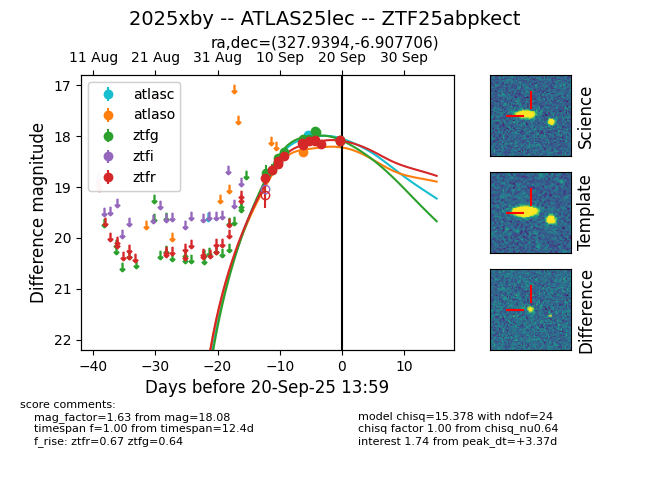 2025xby -- ATLAS25lec -- ZTF25abpkect
ra,dec=(327.9394,-6.907706)
11 Aug 21 Aug 31 Aug 10 Sep 20 Sep 30 Sep
17
18
19
20
21
22
Difference magnitude
atlasc
atlaso
ztfg
ztfi
ztfr
−40 −30 −20 −10 0 10
Days before 20-Sep-25 13:59
Science
Template
Difference
score comments:
mag_factor=1.63 from mag=18.08
timespan f=1.00 from timespan=12.4d
f_rise: ztfr=0.67 ztfg=0.64
model chisq=15.378 with ndof=24
chisq factor 1.00 from chisq_nu0.64
interest 1.74 from peak_dt=+3.37d